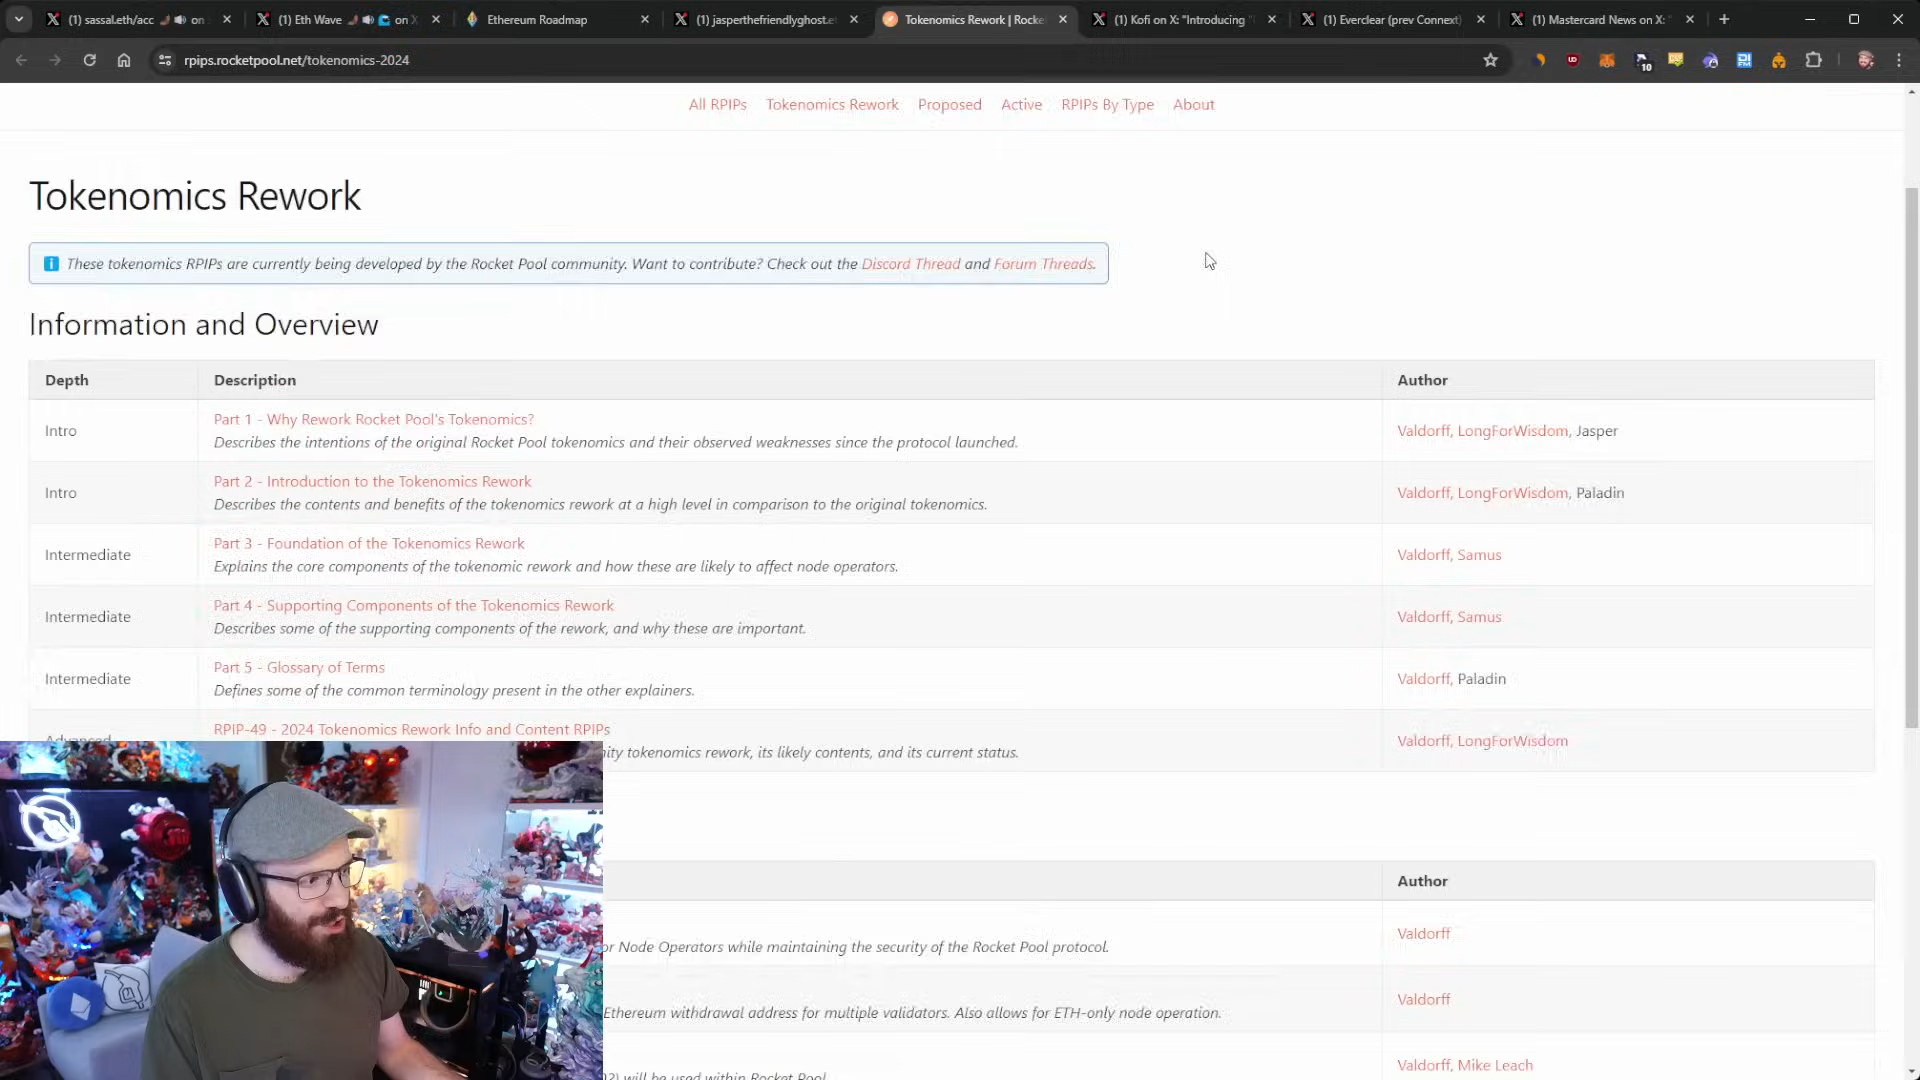 (1) sassal.eth/acc
on
(1) Eth Wave
on X
Ethereum Roadmap
(1) jasperthefriendlyghost.e
Tokenomics Rework | Rocke
(1) Kofi on X: "Introducing "
(1) Everclear (prev Connext)
(1) Mastercard News on X: "
rpips.rocketpool.net/tokenomics-2024
10
All RPIPs Tokenomics Rework Proposed Active RPIPs By Type About
Tokenomics Rework
These tokenomics RPIPs are currently being developed by the Rocket Pool community. Want to contribute? Check out the Discord Thread and Forum Threads.
Information and Overview
Depth Description Author
Intro
Part 1 - Why Rework Rocket Pool's Tokenomics?
Describes the intentions of the original Rocket Pool tokenomics and their observed weaknesses since the protocol launched.
Valdorff, LongForWisdom, Jasper
Intro
Part 2 - Introduction to the Tokenomics Rework
Describes the contents and benefits of the tokenomics rework at a high level in comparison to the original tokenomics.
Valdorff, LongForWisdom, Paladin
Intermediate
Part 3 - Foundation of the Tokenomics Rework
Explains the core components of the tokenomic rework and how these are likely to affect node operators.
Valdorff, Samus
Intermediate
Part 4 - Supporting Components of the Tokenomics Rework
Describes some of the supporting components of the rework, and why these are important.
Valdorff, Samus
Intermediate
Part 5 - Glossary of Terms
Defines some of the common terminology present in the other explainers.
Valdorff, Paladin
Advanced
RPIP-49 - 2024 Tokenomics Rework Info and Content RPIPs
ity tokenomics rework, its likely contents, and its current status.
Valdorff, LongForWisdom
Author
or Node Operators while maintaining the security of the Rocket Pool protocol.
Valdorff
Ethereum withdrawal address for multiple validators. Also allows for ETH-only node operation.
Valdorff
) will be used within Rocket Pool
Valdorff, Mike Leach